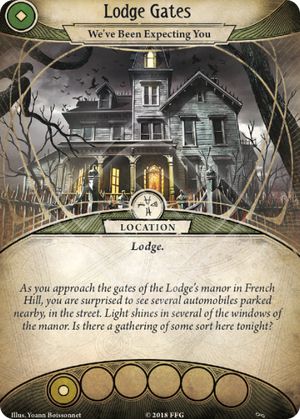 Lodge Gates
We've Been Expecting You
LOCATION
Lodge.
As you approach the gates of the Lodge's manor in French
Hill, you are surprised to see several automobiles parked
nearby, in the street. Light shines in several of the windows of
the manor. Is there a gathering of some sort here tonight?
Illus. Yoann Boissonnet
© 2018 FFG